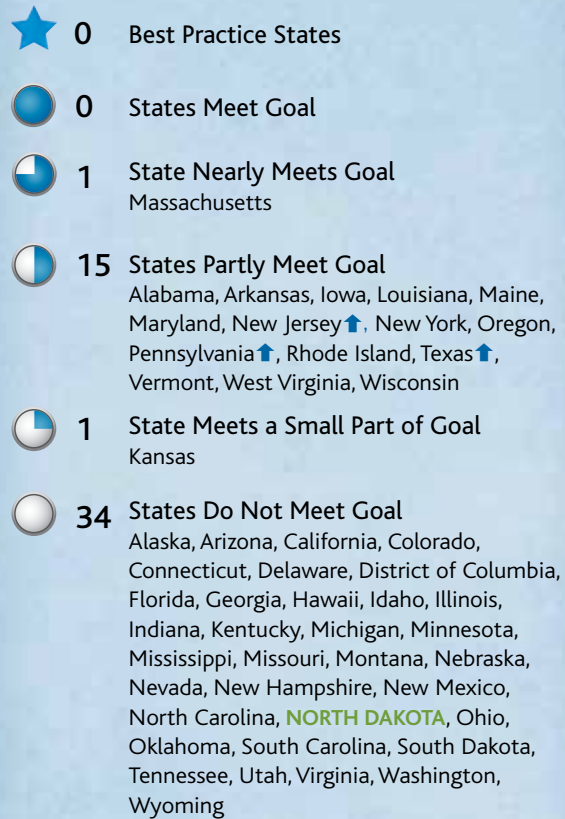 0 Best Practice States
0 States Meet Goal
1 State Nearly Meets Goal
Massachusetts
15 States Partly Meet Goal
Alabama, Arkansas, Iowa, Louisiana, Maine,
Maryland, New Jersey⬆, New York, Oregon,
Pennsylvania⬆, Rhode Island, Texas⬆,
Vermont, West Virginia, Wisconsin
1 State Meets a Small Part of Goal
Kansas
34 States Do Not Meet Goal
Alaska, Arizona, California, Colorado,
Connecticut, Delaware, District of Columbia,
Florida, Georgia, Hawaii, Idaho, Illinois,
Indiana, Kentucky, Michigan, Minnesota,
Mississippi, Missouri, Montana, Nebraska,
Nevada, New Hampshire, New Mexico,
North Carolina, NORTH DAKOTA, Ohio,
Oklahoma, South Carolina, South Dakota,
Tennessee, Utah, Virginia, Washington,
Wyoming